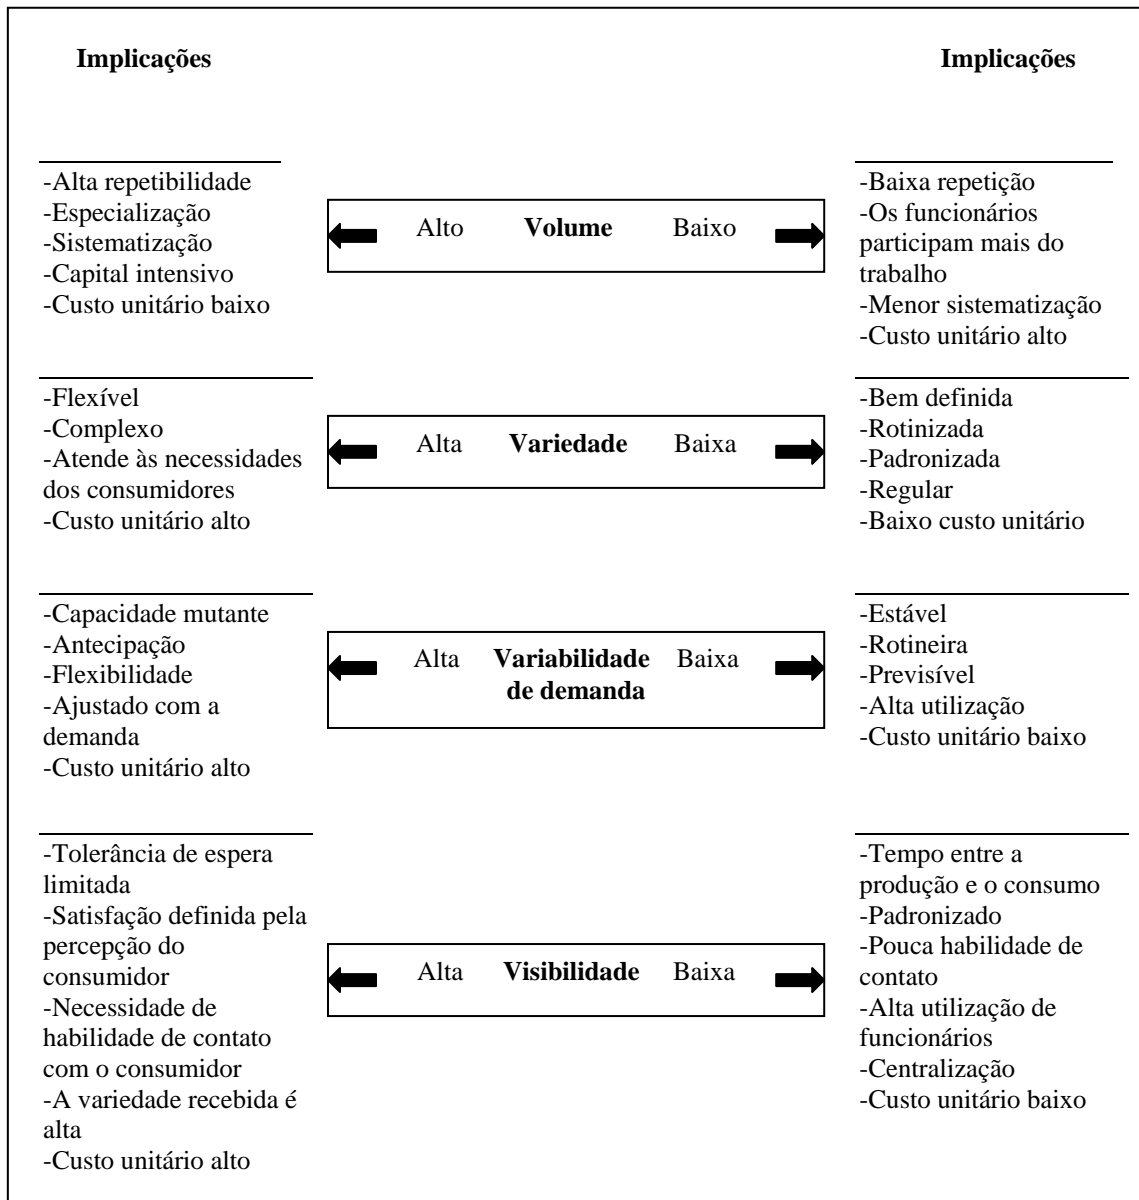 Implicações
Implicações
-Alta repetibilidade
-Especialização
-Sistematização
-Capital intensivo
-Custo unitário baixo
Alto Volume Baixo
-Baixa repetição
-Os funcionários
participam mais do
trabalho
-Menor sistematização
-Custo unitário alto
-Flexível
-Complexo
-Atende às necessidades
dos consumidores
-Custo unitário alto
Alta Variedade Baixa
-Bem definida
-Rotinizada
-Padronizada
-Regular
-Baixo custo unitário
-Capacidade mutante
-Antecipação
-Flexibilidade
-Ajustado com a
demanda
-Custo unitário alto
Alta Variabilidade Baixa
de demanda
-Estável
-Rotineira
-Previsível
-Alta utilização
-Custo unitário baixo
-Tolerância de espera
limitada
-Satisfação definida pela
percepção do
consumidor
-Necessidade de
habilidade de contato
com o consumidor
-A variedade recebida é
alta
-Custo unitário alto
Alta Visibilidade Baixa
-Tempo entre a
produção e o consumo
-Padronizado
-Pouca habilidade de
contato
-Alta utilização de
funcionários
-Centralização
-Custo unitário baixo